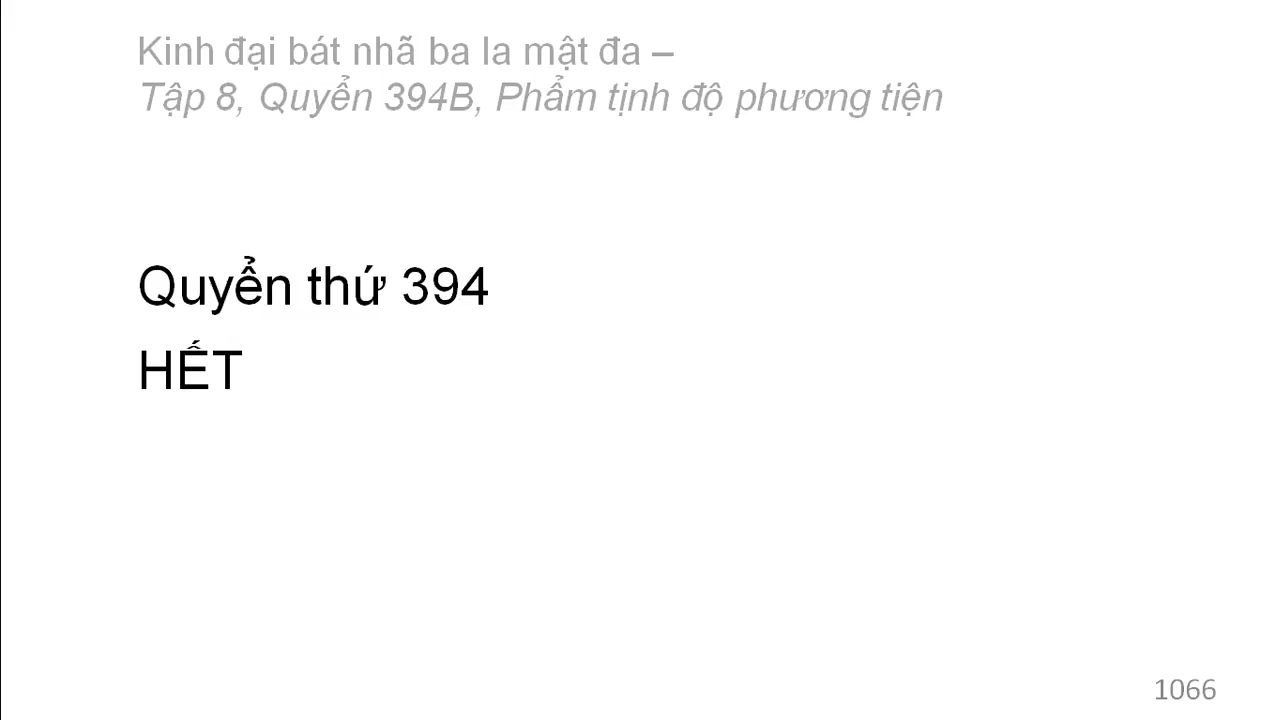 Kinh đại bát nhã ba la mật đa –
Tập 8, Quyển 394B, Phẩm tịnh độ phương tiện
Quyển thứ 394
HẾT
1066